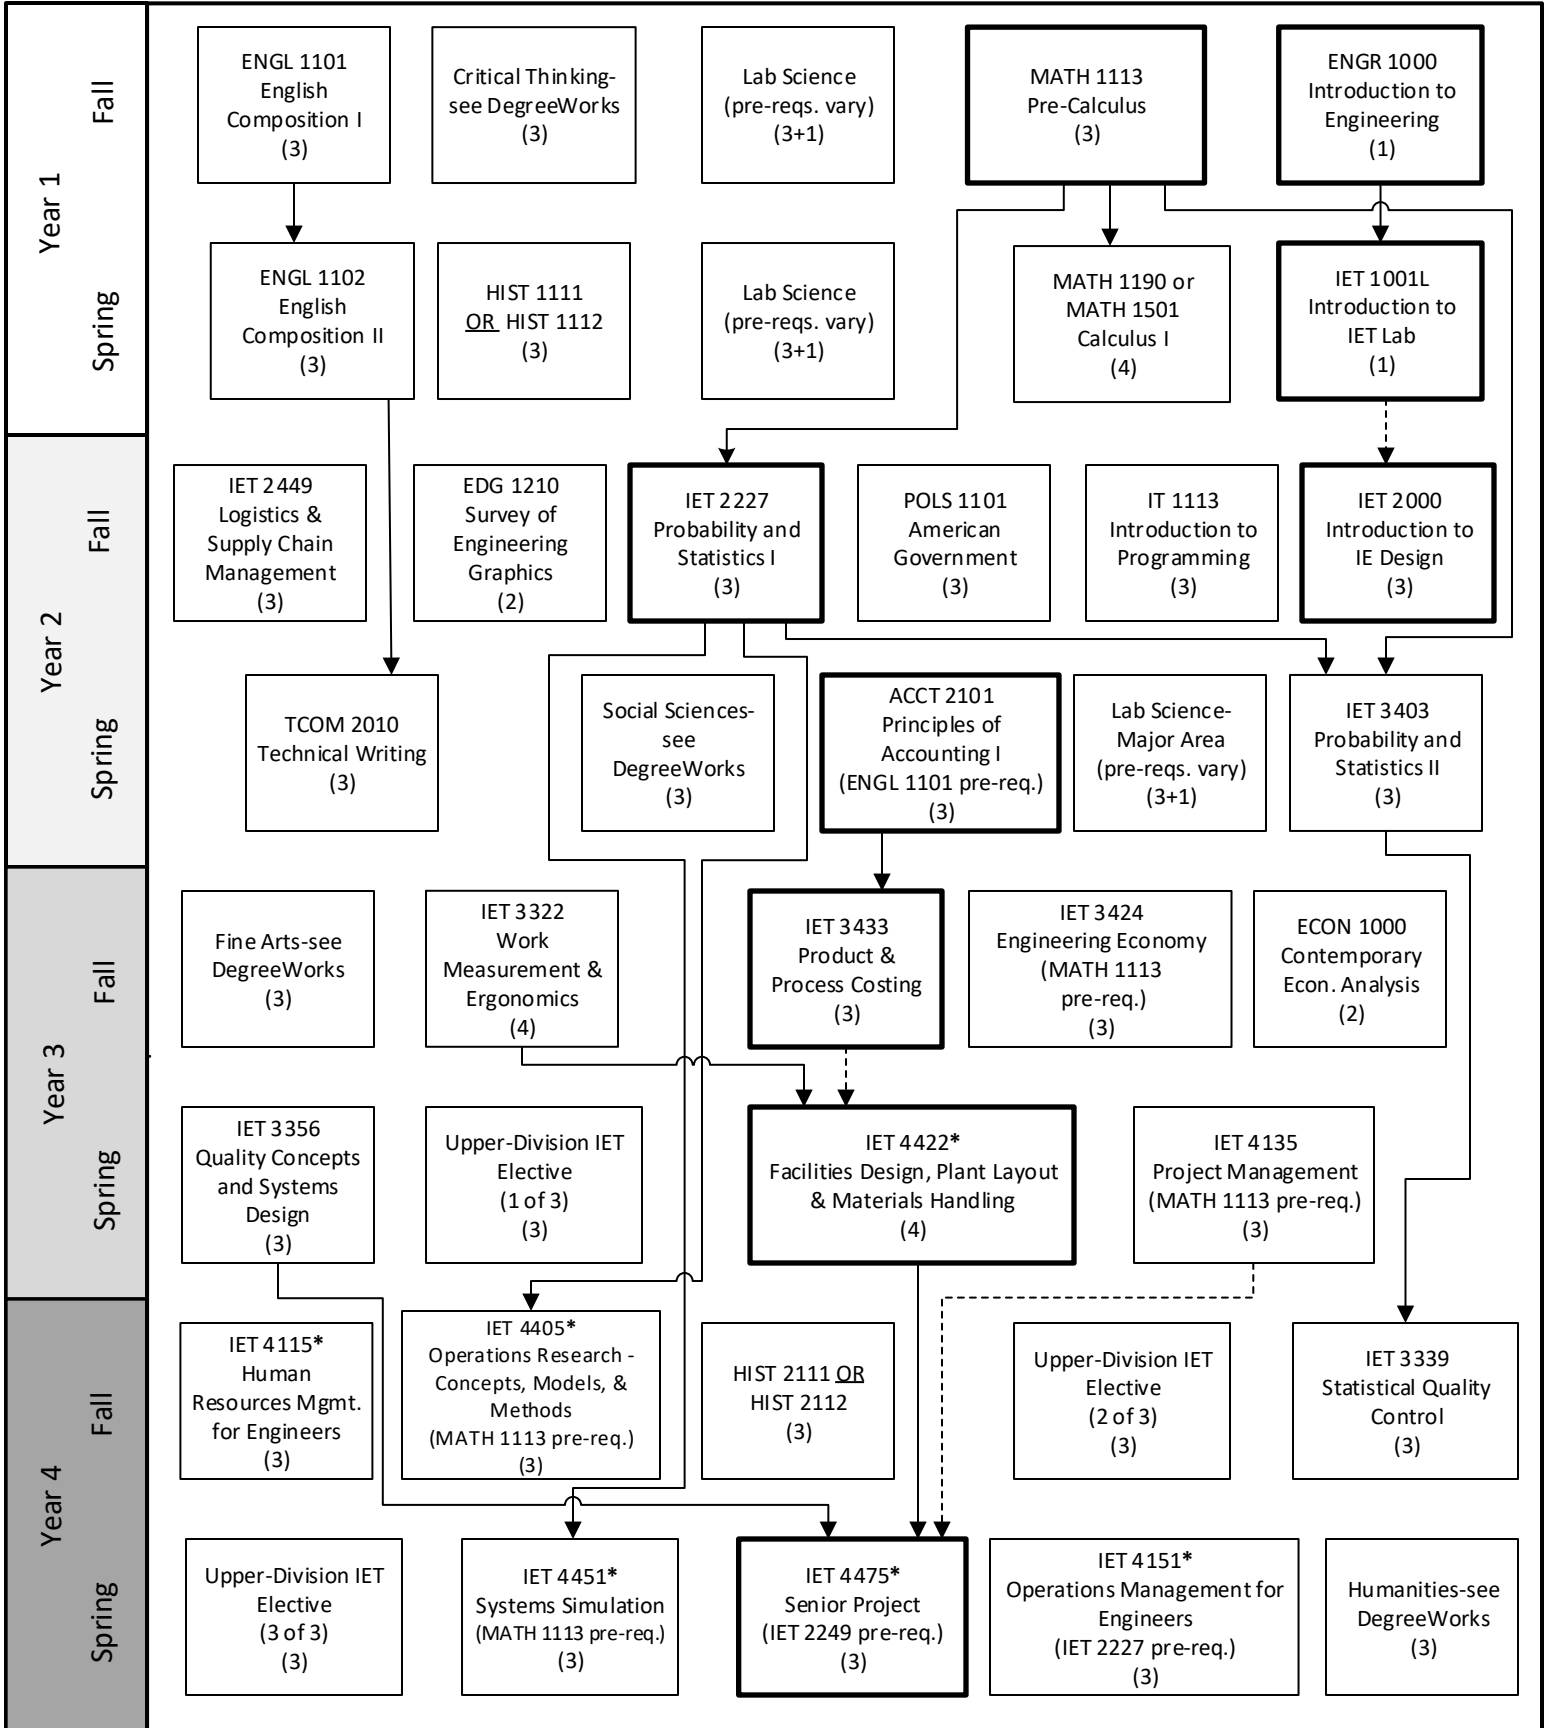 Year 1
Fall
ENGL 1101
English
Composition I
(3)
Critical Thinking-
see DegreeWorks
(3)
Lab Science
(pre-reqs. vary)
(3+1)
MATH 1113
Pre-Calculus
(3)
ENGR 1000
Introduction to
Engineering
(1)
Spring
ENGL 1102
English
Composition II
(3)
HIST 1111
OR HIST 1112
(3)
Lab Science
(pre-reqs. vary)
(3+1)
MATH 1190 or
MATH 1501
Calculus I
(4)
IET 1001L
Introduction to
IET Lab
(1)
Year 2
Fall
IET 2449
Logistics &
Supply Chain
Management
(3)
EDG 1210
Survey of
Engineering
Graphics
(2)
IET 2227
Probability and
Statistics I
(3)
POLS 1101
American
Government
(3)
IT 1113
Introduction to
Programming
(3)
IET 2000
Introduction to
IE Design
(3)
Spring
TCOM 2010
Technical Writing
(3)
Social Sciences-
see
DegreeWorks
(3)
ACCT 2101
Principles of
Accounting I
(ENGL 1101 pre-req.)
(3)
Lab Science-
Major Area
(pre-reqs. vary)
(3+1)
IET 3403
Probability and
Statistics II
(3)
Year 3
Fall
Fine Arts-see
DegreeWorks
(3)
IET 3322
Work
Measurement &
Ergonomics
(4)
IET 3433
Product &
Process Costing
(3)
IET 3424
Engineering Economy
(MATH 1113
pre-req.)
(3)
ECON 1000
Contemporary
Econ. Analysis
(2)
Spring
IET 3356
Quality Concepts
and Systems
Design
(3)
Upper-Division IET
Elective
(1 of 3)
(3)
IET 4422*
Facilities Design, Plant Layout
& Materials Handling
(4)
IET 4135
Project Management
(MATH 1113 pre-req.)
(3)
Year 4
Fall
IET 4115*
Human
Resources Mgmt.
for Engineers
(3)
IET 4405*
Operations Research -
Concepts, Models, &
Methods
(MATH 1113 pre-req.)
(3)
HIST 2111 OR
HIST 2112
(3)
Upper-Division IET
Elective
(2 of 3)
(3)
IET 3339
Statistical Quality
Control
(3)
Spring
Upper-Division IET
Elective
(3 of 3)
(3)
IET 4451*
Systems Simulation
(MATH 1113 pre-req.)
(3)
IET 4475*
Senior Project
(IET 2249 pre-req.)
(3)
IET 4151*
Operations Management for
Engineers
(IET 2227 pre-req.)
(3)
Humanities-see
DegreeWorks
(3)